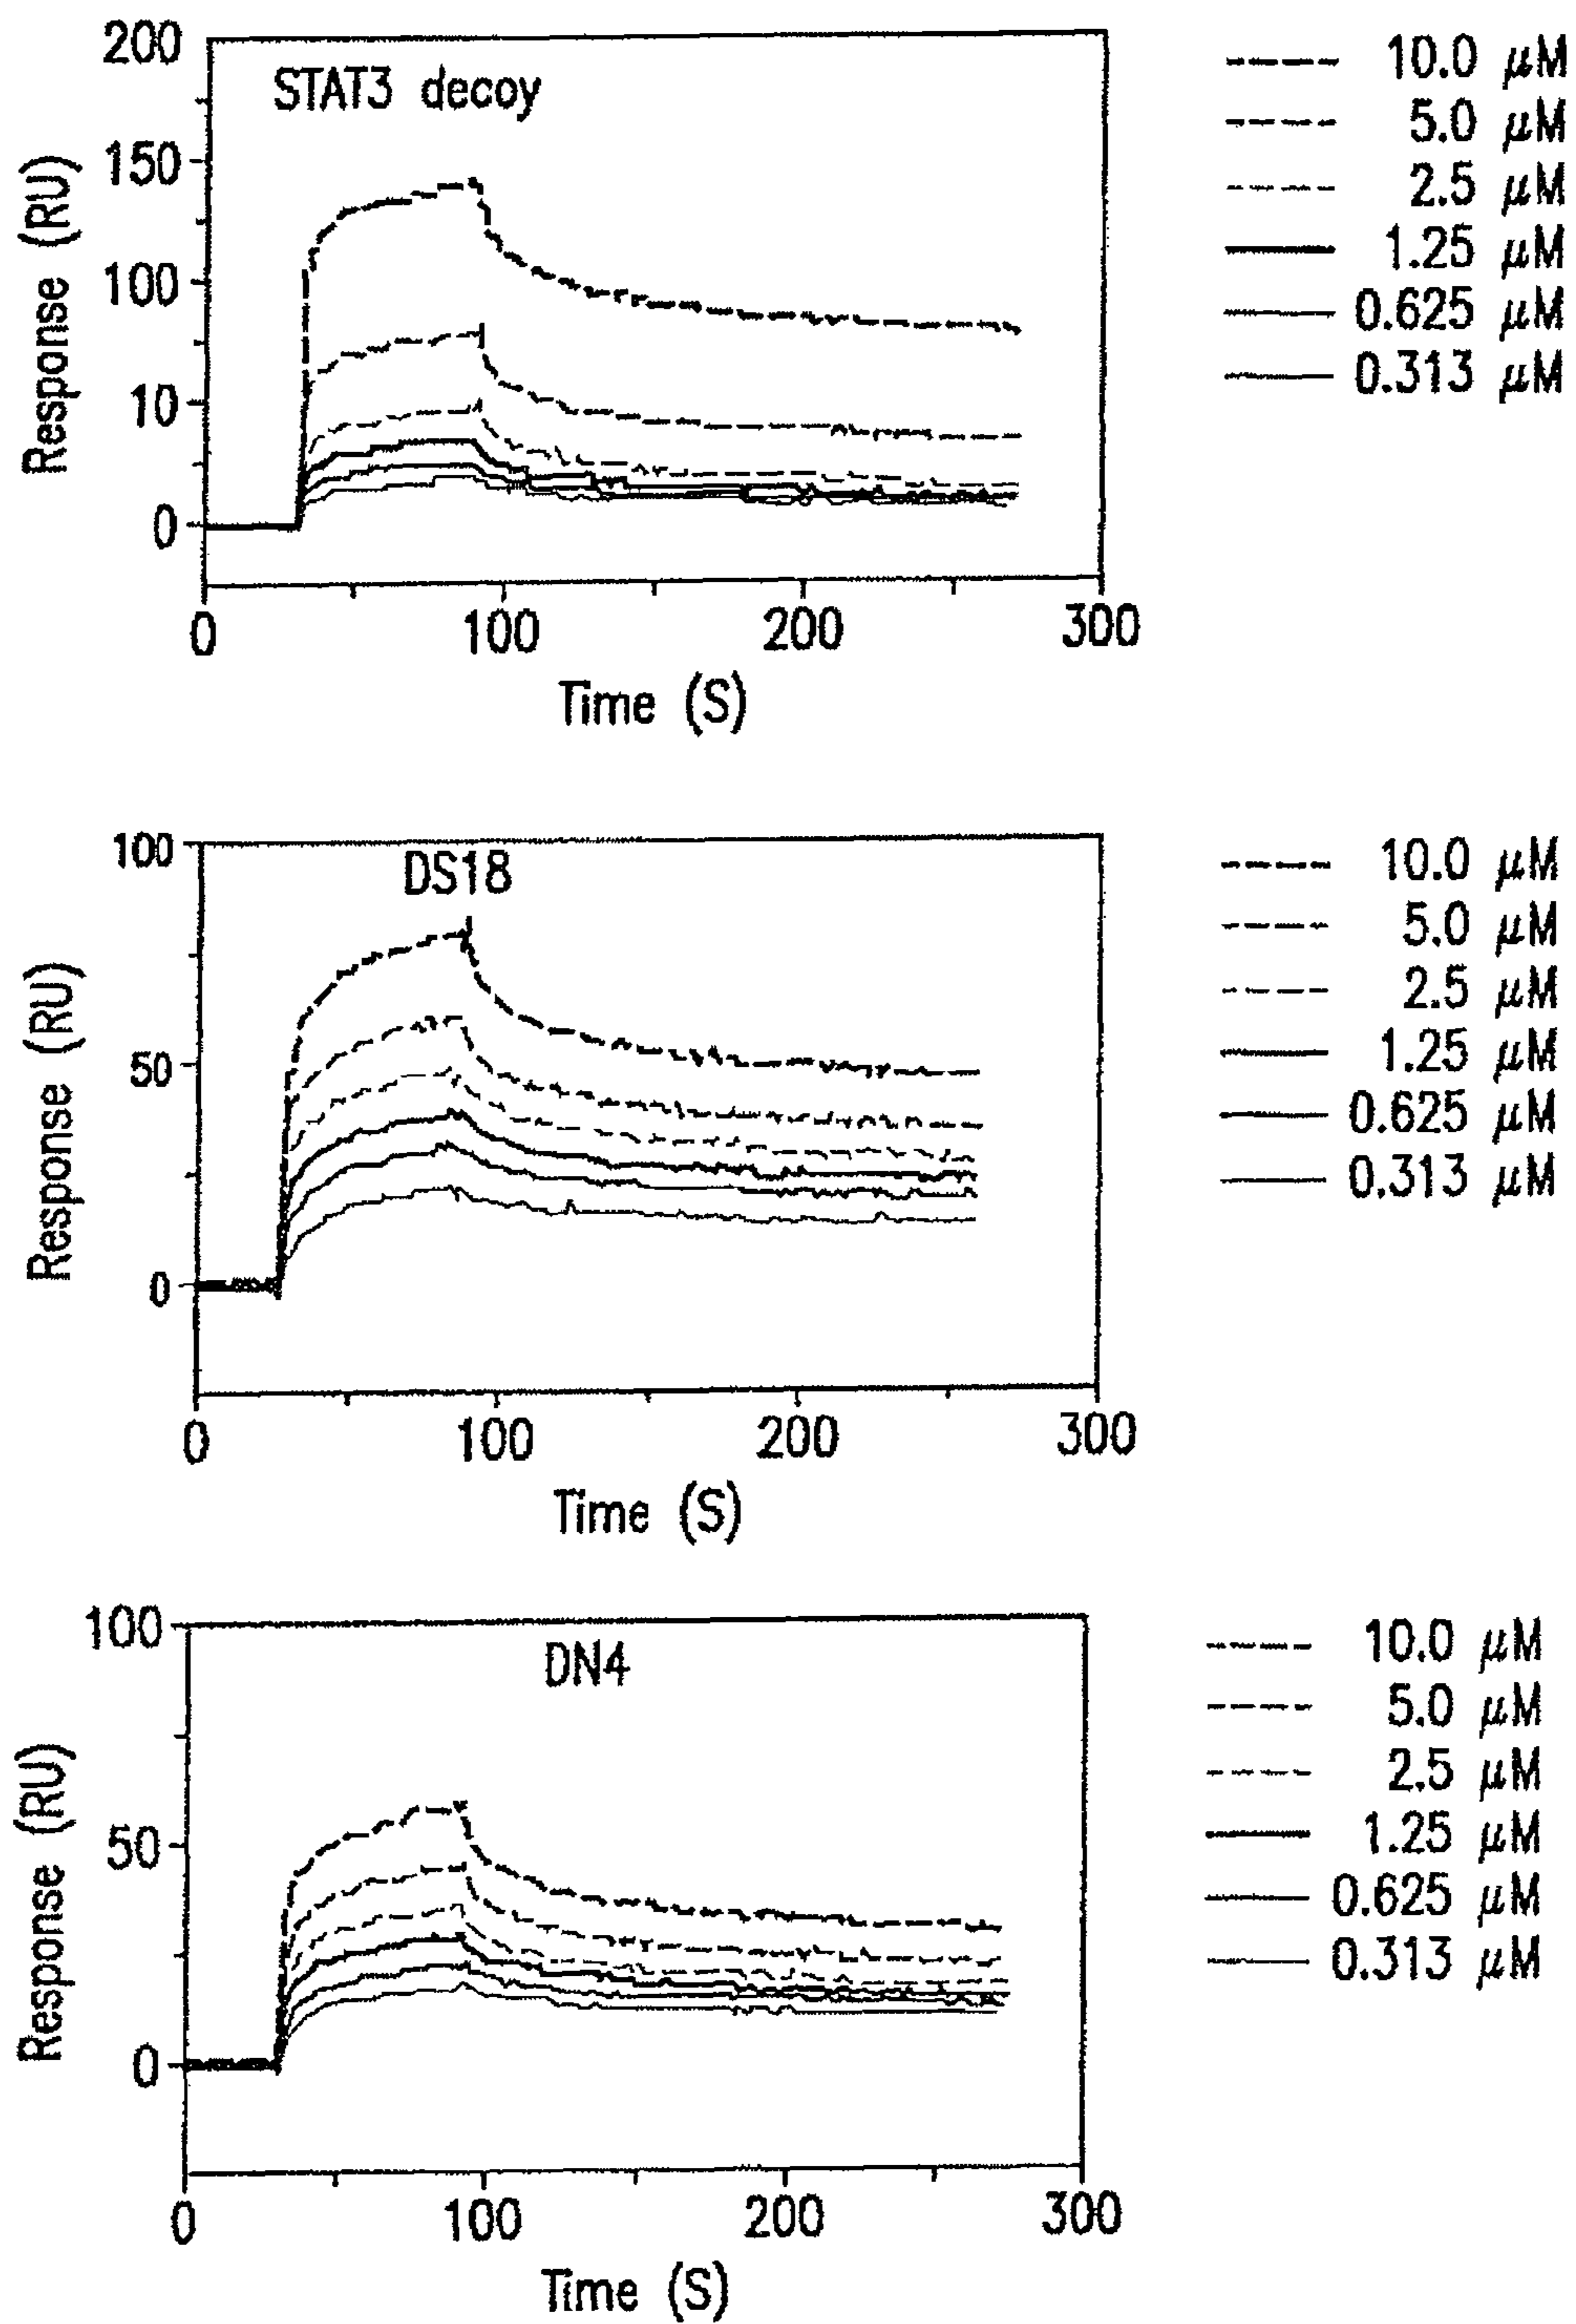 200
STAT3 decoy
150
100
10
0
Response (RU)
0 100 200 300
Time (S)
10.0 μM
5.0 μM
2.5 μM
1.25 μM
0.625 μM
0.313 μM
100
DS18
50
0
Response (RU)
0 100 200 300
Time (S)
10.0 μM
5.0 μM
2.5 μM
1.25 μM
0.625 μM
0.313 μM
100
DN4
50
0
Response (RU)
0 100 200 300
Time (S)
10.0 μM
5.0 μM
2.5 μM
1.25 μM
0.625 μM
0.313 μM